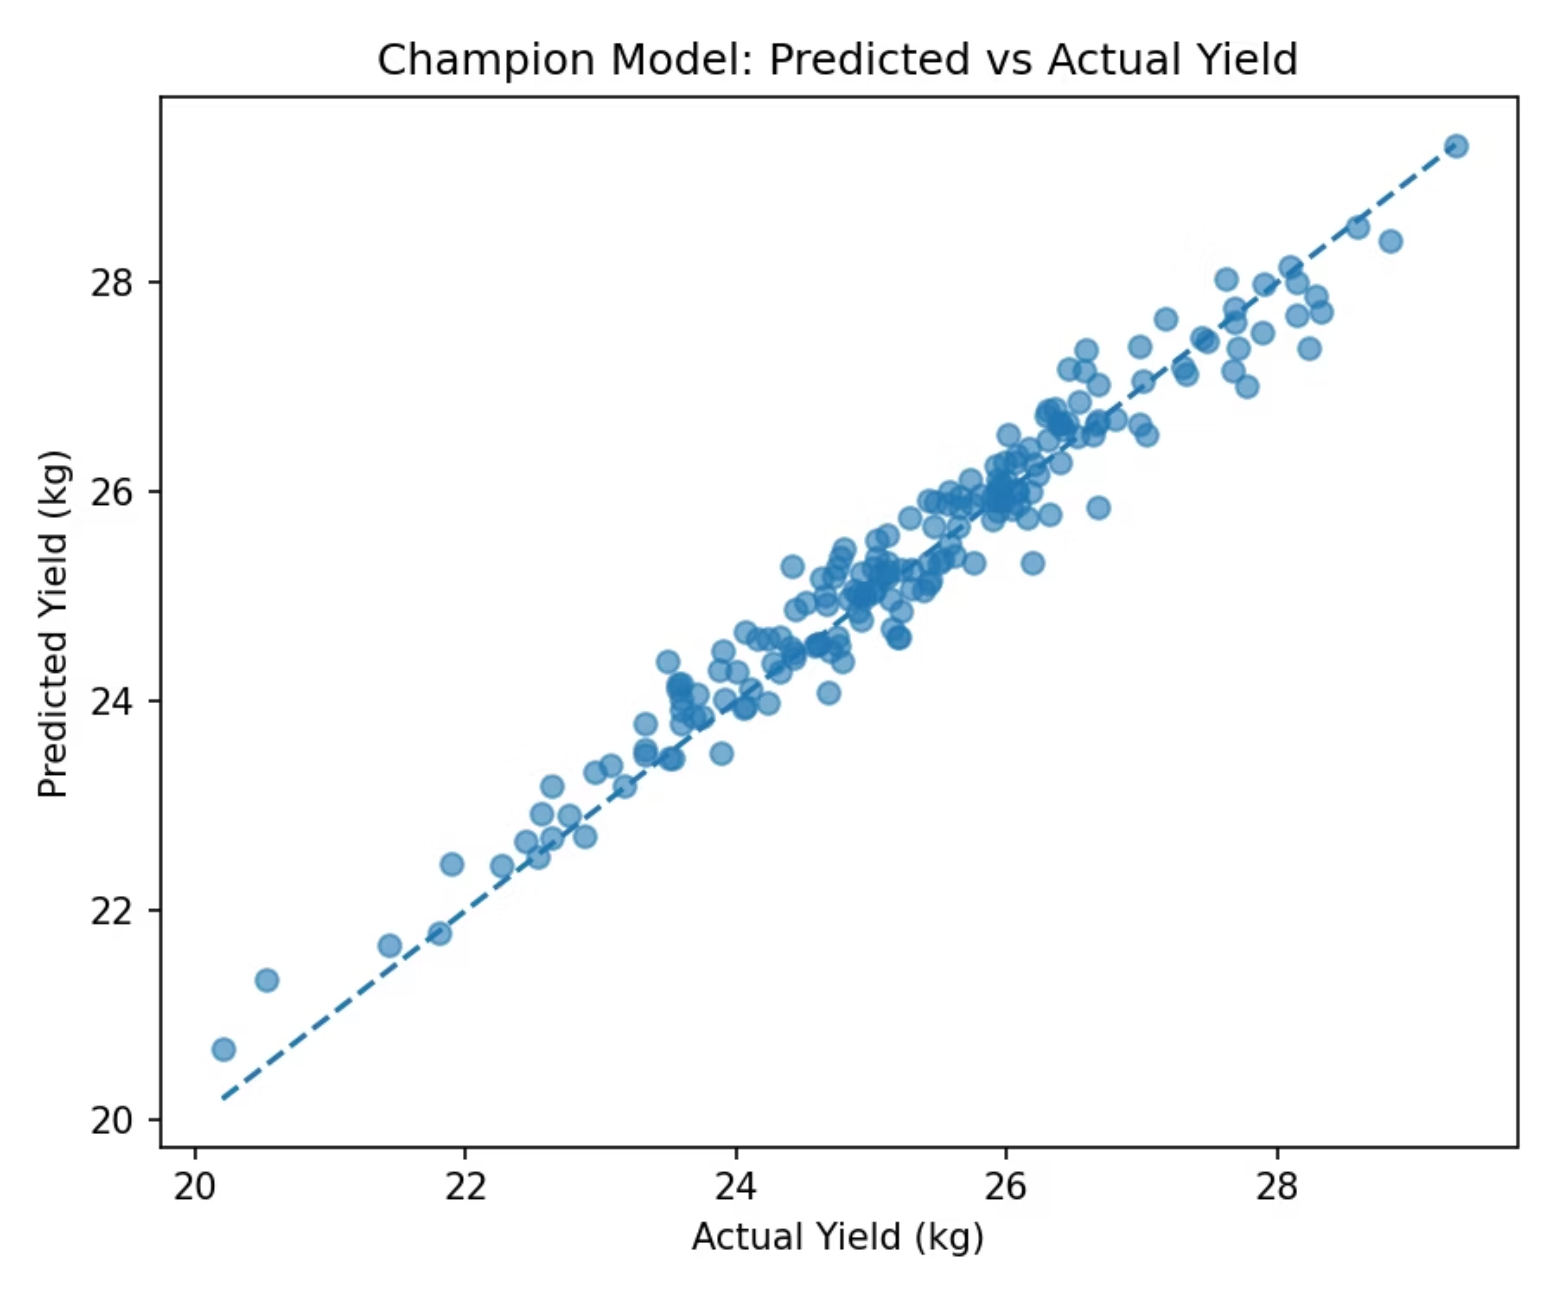 Champion Model: Predicted vs Actual Yield
Predicted Yield (kg)
28
26
24
22
20
20 22 24 26 28
Actual Yield (kg)